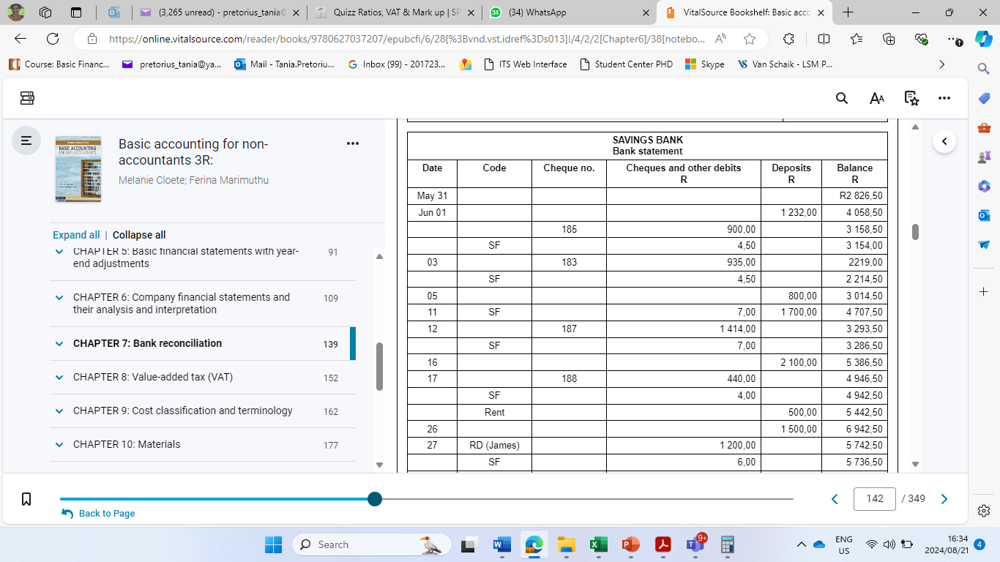 (3,265 unread) - pretorius_tania@
Quizz Ratios, VAT & Mark up | SP
34
(34) WhatsApp
VitalSource Bookshelf: Basic acco
https://online.vitalsource.com/reader/books/9780627037207/epubcfi/6/28[%3Bvnd.vst.idref%3Ds013]!/4/2/2[Chapter6]/38[notebo...
Course: Basic Financ...
pretorius_tania@ya...
Mail - Tania.Pretoriu...
Inbox (99) - 201723...
ITS Web Interface
Student Center PHD
Skype
Van Schaik - LSM P...
AA
BASIC ACCOUNTING
FOR NON-ACCOUNTANTS
Basic accounting for non-
accountants 3R:
Melanie Cloete; Ferina Marimuthu
Expand all | Collapse all
CHAPTER 5: Basic financial statements with year- 91
end adjustments
CHAPTER 6: Company financial statements and 109
their analysis and interpretation
CHAPTER 7: Bank reconciliation 139
CHAPTER 8: Value-added tax (VAT) 152
CHAPTER 9: Cost classification and terminology 162
CHAPTER 10: Materials 177
SAVINGS BANK
Bank statement
Date Code Cheque no. Cheques and other debits Deposits Balance
R R R
May 31 R2 826,50
Jun 01 1 232,00 4 058,50
185 900,00 3 158,50
SF 4,50 3 154,00
03 183 935,00 2219,00
SF 4,50 2 214,50
05 800,00 3 014,50
11 SF 7,00 1 700,00 4 707,50
12 187 1 414,00 3 293,50
SF 7,00 3 286,50
16 2 100,00 5 386,50
17 188 440,00 4 946,50
SF 4,00 4 942,50
Rent 500,00 5 442,50
26 1 500,00 6 942,50
27 RD (James) 1 200,00 5 742,50
SF 6,00 5 736,50
Back to Page
142 / 349
Search
9+
ENG
US
16:34
2024/08/21
4